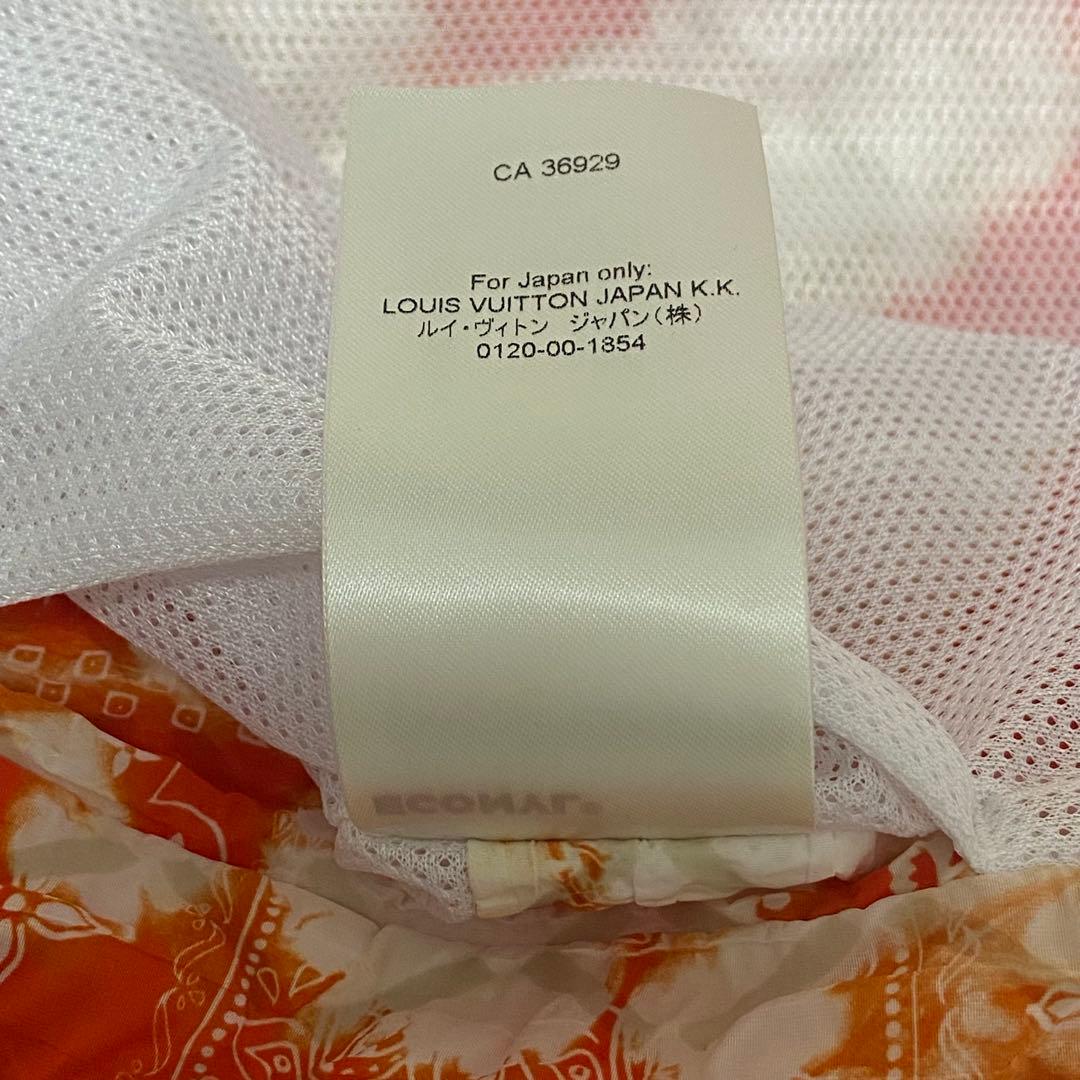 CA 36929
For Japan only:
LOUIS VUITTON JAPAN K.K.
ルイ・ヴィトン ジャパン(株)
0120-00-1854
ECONYL®